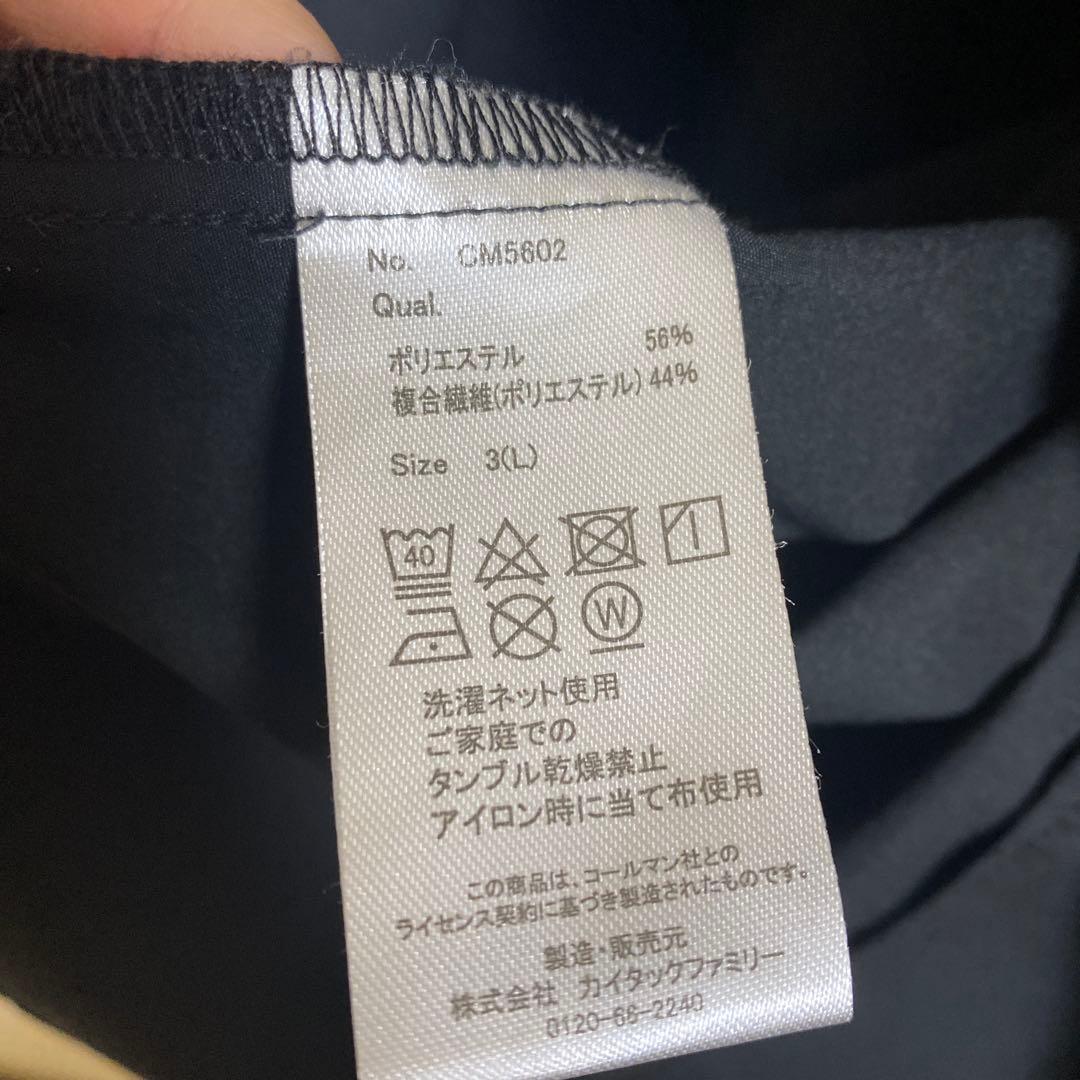 No. CM5602
Qual.
ポリエステル 56%
複合繊維(ポリエステル) 44%
Size 3(L)
40
W
洗濯ネット使用
ご家庭での
タンブル乾燥禁止
アイロン時に当て布使用
この商品は、コールマン社との
ライセンス契約に基づき製造されたものです。
製造・販売元
株式会社 カイタックファミリー
0120-66-2240